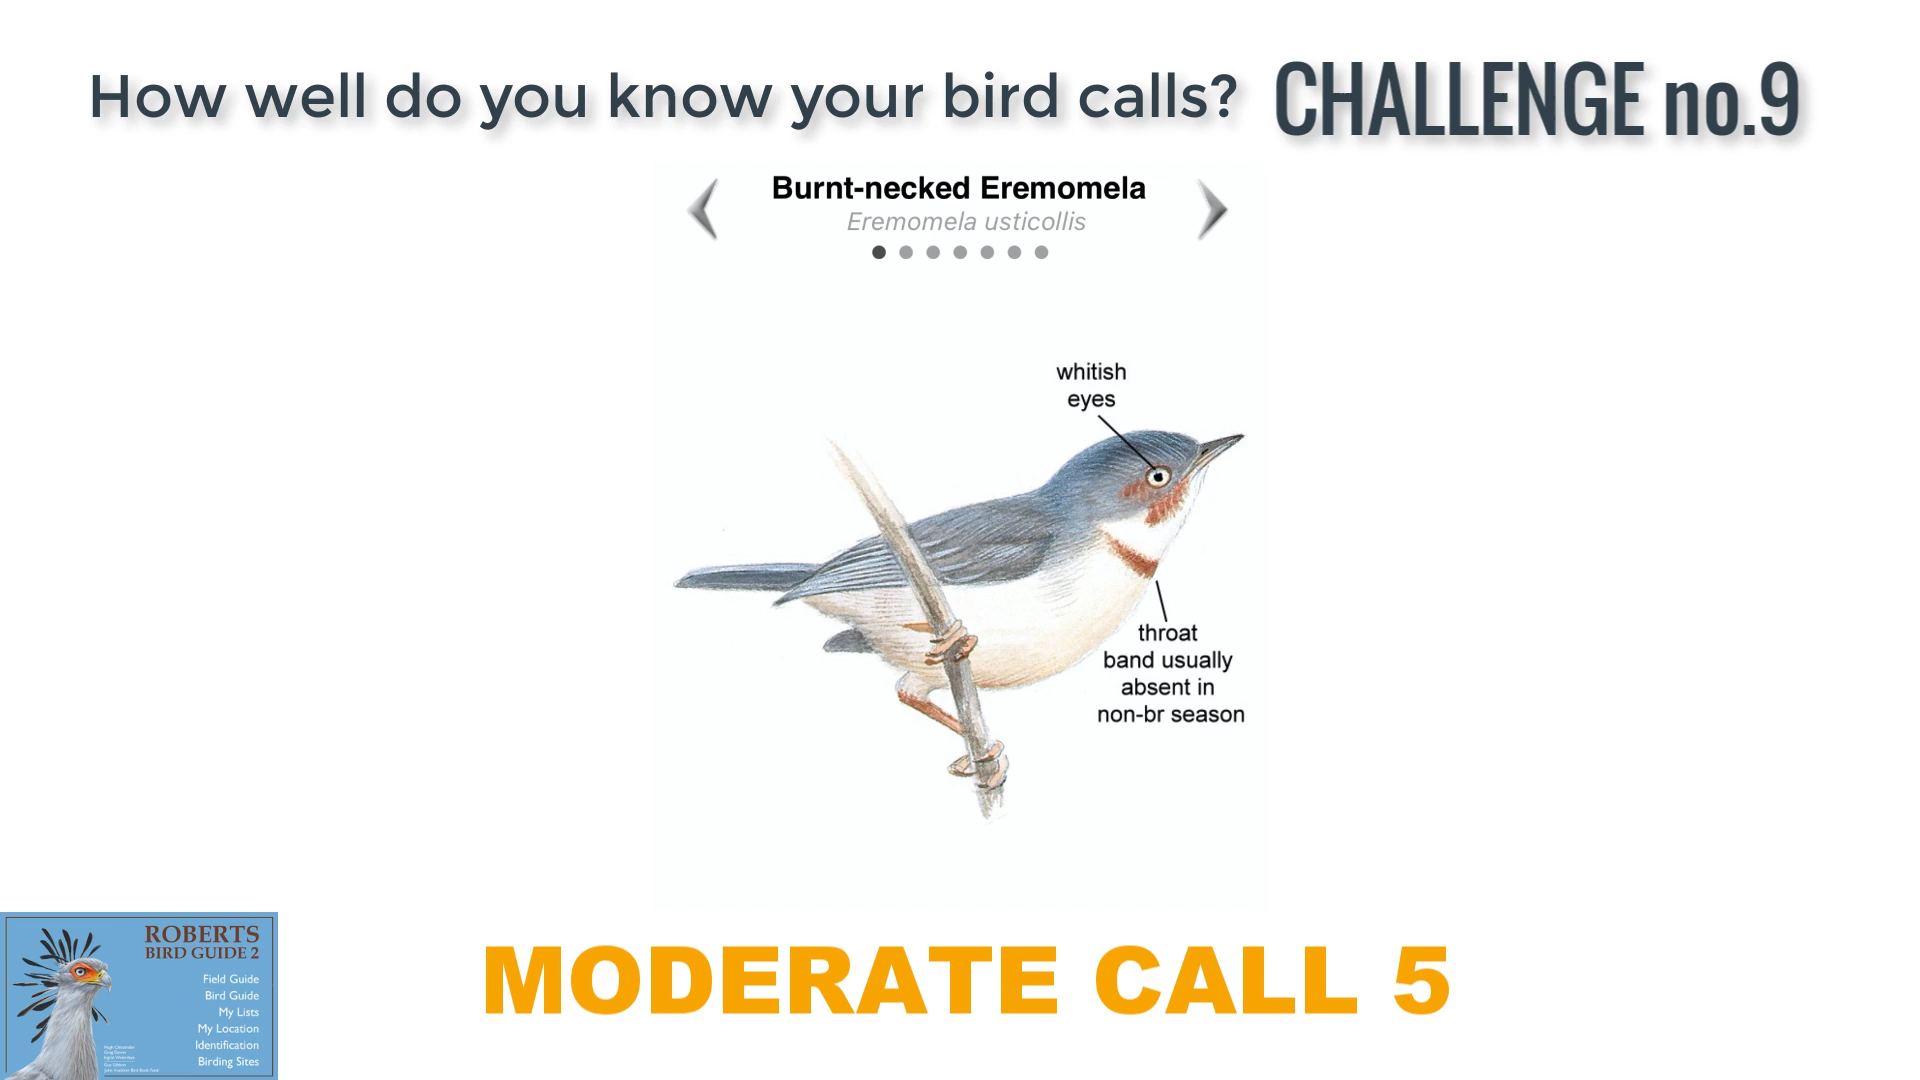 How well do you know your bird calls? CHALLENGE no.9
Burnt-necked Eremomela
Eremomela usticollis
whitish
eyes
throat
band usually
absent in
non-br season
ROBERTS
BIRD GUIDE 2
Field Guide
Bird Guide
My Lists
My Location
Identification
Birding Sites
MODERATE CALL 5